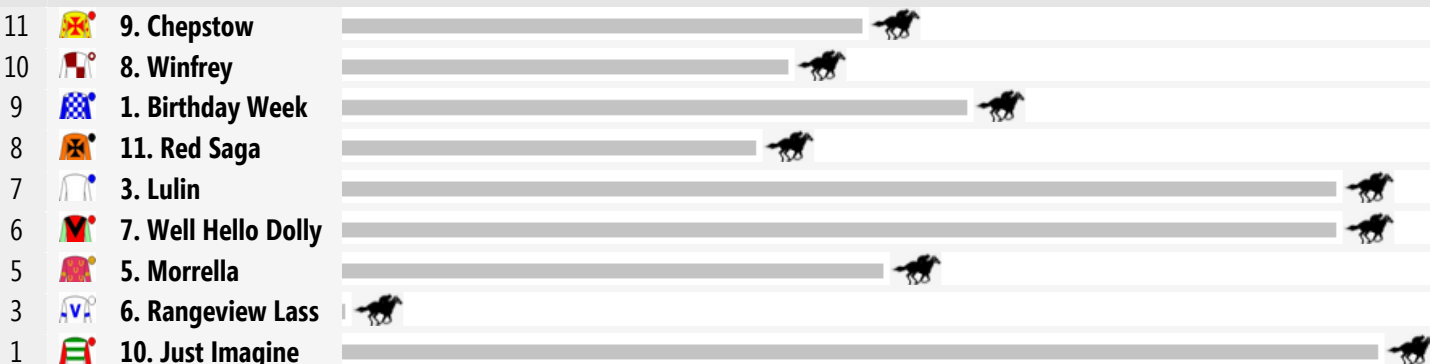 11 9. Chepstow
10 8. Winfrey
9 1. Birthday Week
8 11. Red Saga
7 3. Lulin
6 7. Well Hello Dolly
5 5. Morrella
3 V 6. Rangeview Lass
1 10. Just Imagine